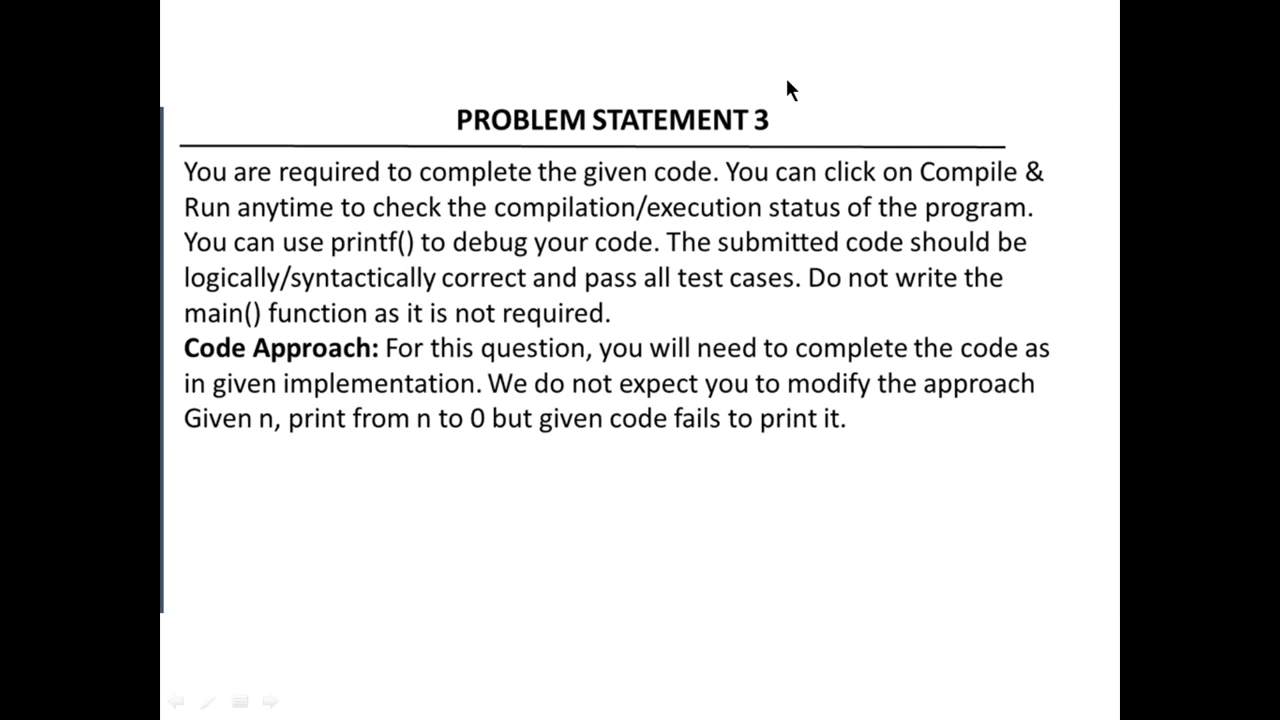 PROBLEM STATEMENT 3
You are required to complete the given code. You can click on Compile &
Run anytime to check the compilation/execution status of the program.
You can use printf() to debug your code. The submitted code should be
logically/syntactically correct and pass all test cases. Do not write the
main() function as it is not required.
Code Approach: For this question, you will need to complete the code as
in given implementation. We do not expect you to modify the approach
Given n, print from n to 0 but given code fails to print it.